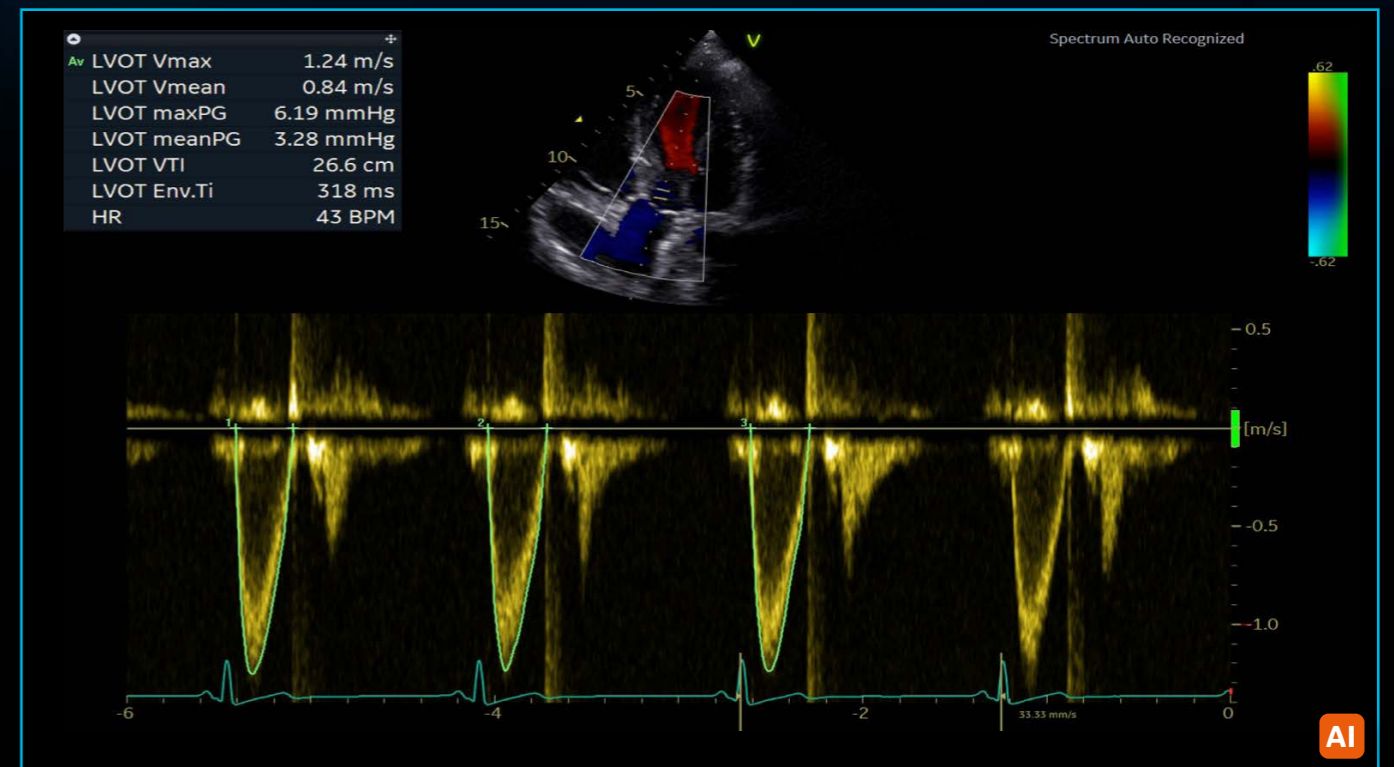 Spectrum Auto Recognized
Av LVOT Vmax 1.24 m/s
LVOT Vmean 0.84 m/s
LVOT maxPG 6.19 mmHg
LVOT meanPG 3.28 mmHg
LVOT VTI 26.6 cm
LVOT Env.Ti 318 ms
HR 43 BPM
V
5
10
15
.62
-.62
0.5
1 2 3
[m/s]
-0.5
-1.0
-6 -4 -2 0
33.33 mm/s
AI